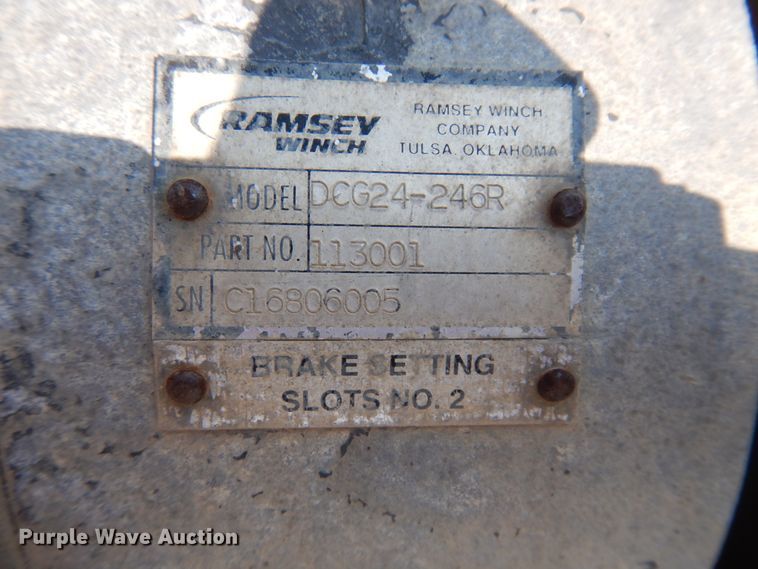 RAMSEY
WINCH
RAMSEY WINCH
COMPANY
TULSA, OKLAHOMA
MODEL DCG24-246R
PART NO. 113001
SN C16806005
BRAKE SETTING
SLOTS NO. 2
Purple Wave Auction